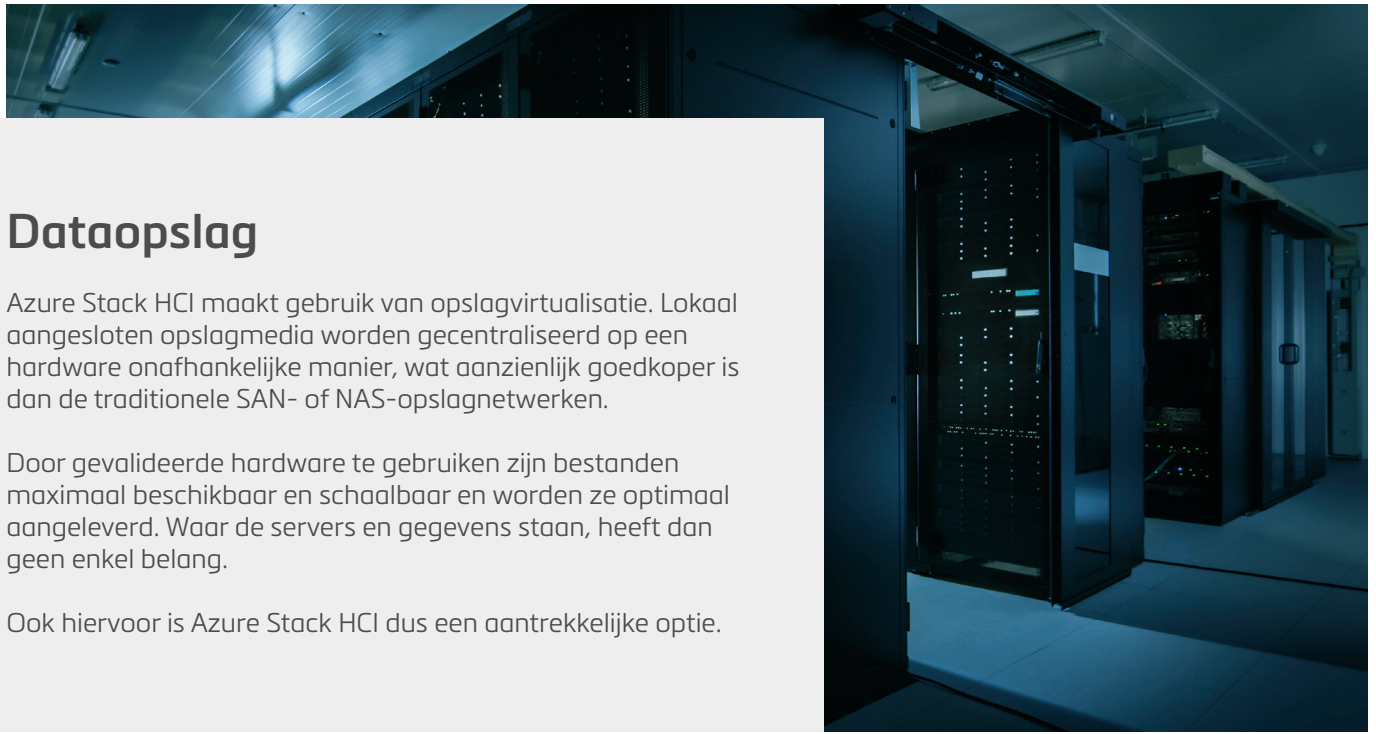 Dataopslag
Azure Stack HCI maakt gebruik van opslagvirtualisatie. Lokaal
aangesloten opslagmedia worden gecentraliseerd op een
hardware onafhankelijke manier, wat aanzienlijk goedkoper is
dan de traditionele SAN- of NAS-opslagnetwerken.
Door gevalideerde hardware te gebruiken zijn bestanden
maximaal beschikbaar en schaalbaar en worden ze optimaal
aangeleverd. Waar de servers en gegevens staan, heeft dan
geen enkel belang.
Ook hiervoor is Azure Stack HCI dus een aantrekkelijke optie.